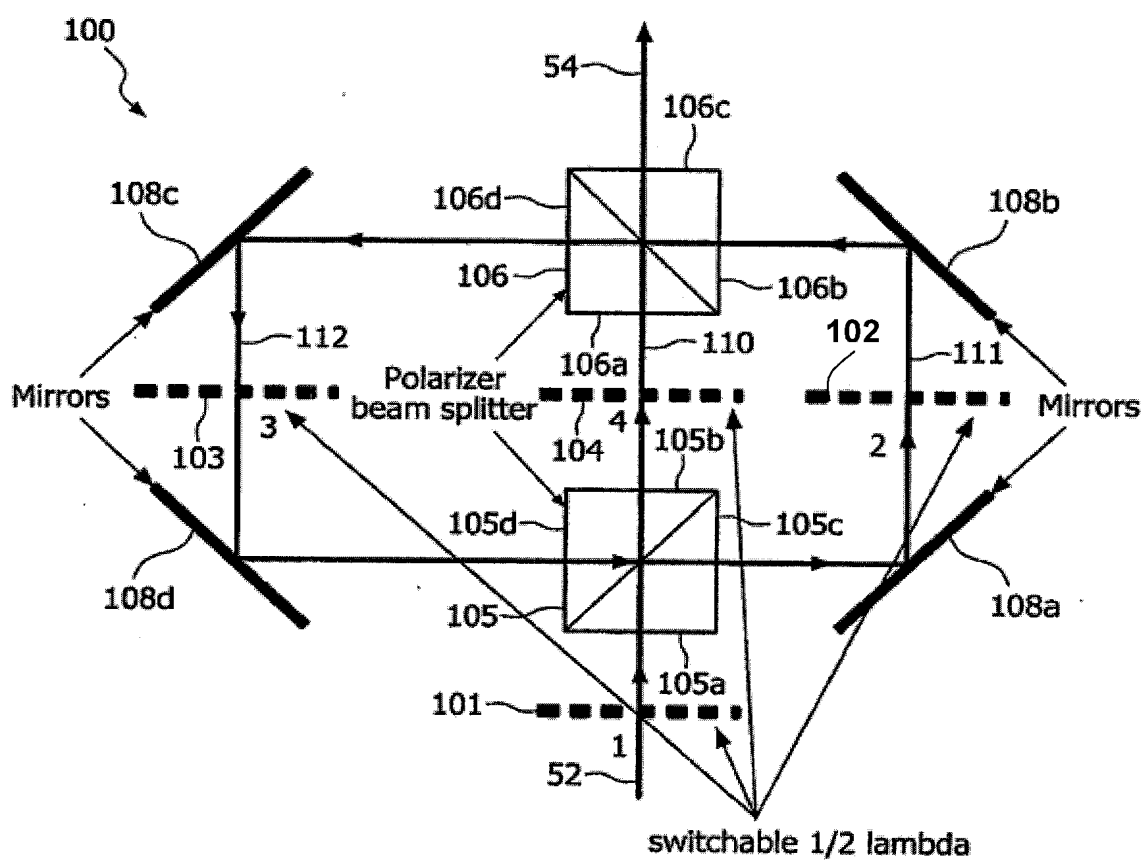 100
54
106c
108c
106d
108b
106
106b
112
106a
110
102
111
Mirrors
Polarizer
beam splitter
Mirrors
103
3
104
4
105b
2
105d
105c
108d
105
105a
108a
101
1
52
switchable 1/2 lambda